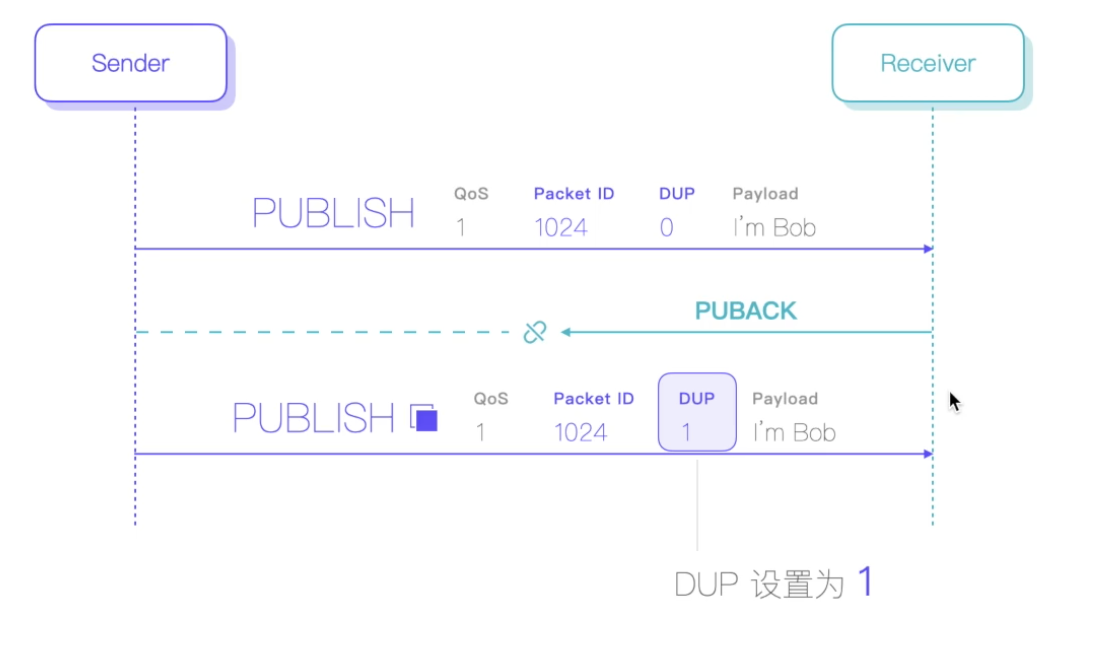 Sender
Receiver
PUBLISH
QoS Packet ID DUP Payload
1 1024 0 I'm Bob
PUBACK
PUBLISH
QoS Packet ID DUP Payload
1 1024 1 I'm Bob
DUP 设置为 1